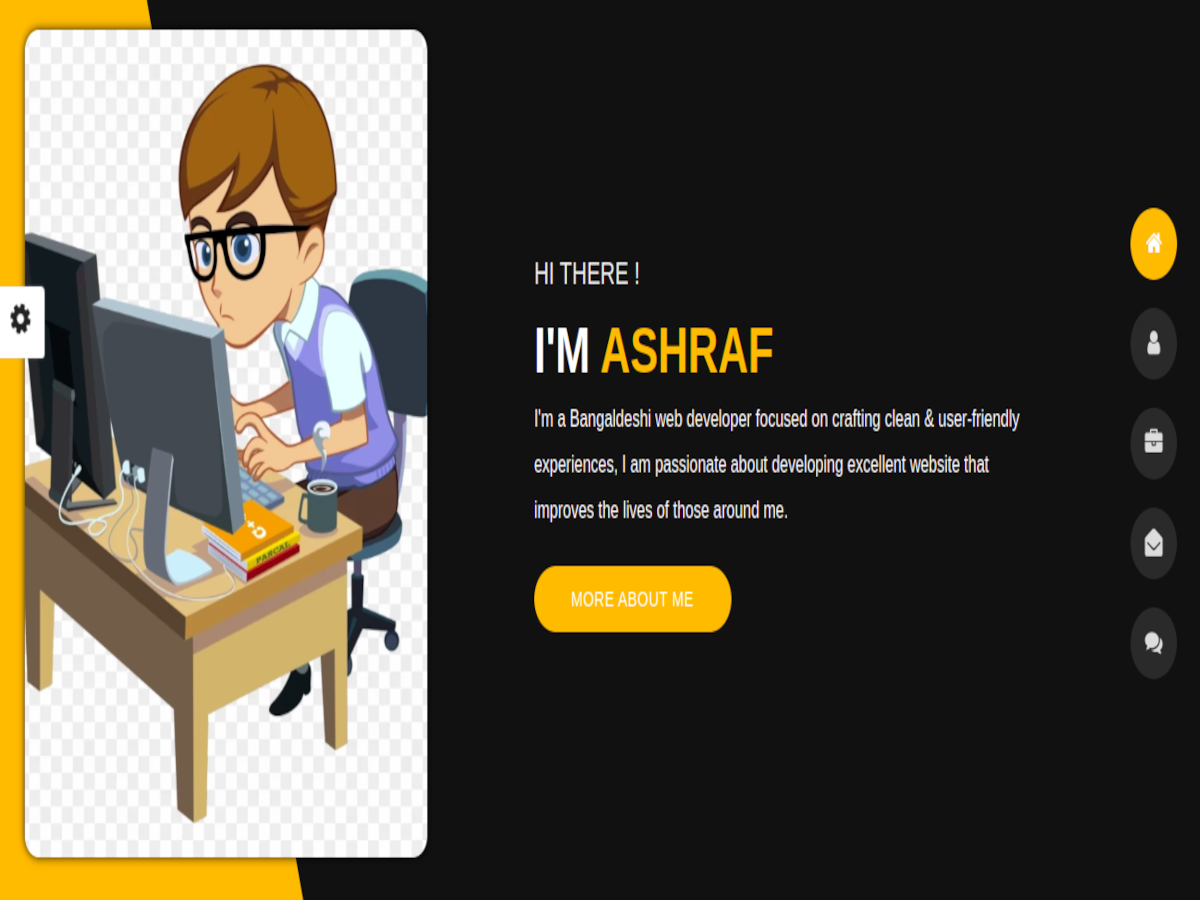 HI THERE !
I'M ASHRAF
I'm a Bangaldeshi web developer focused on crafting clean & user-friendly
experiences, I am passionate about developing excellent website that
improves the lives of those around me.
MORE ABOUT ME
PASCAL